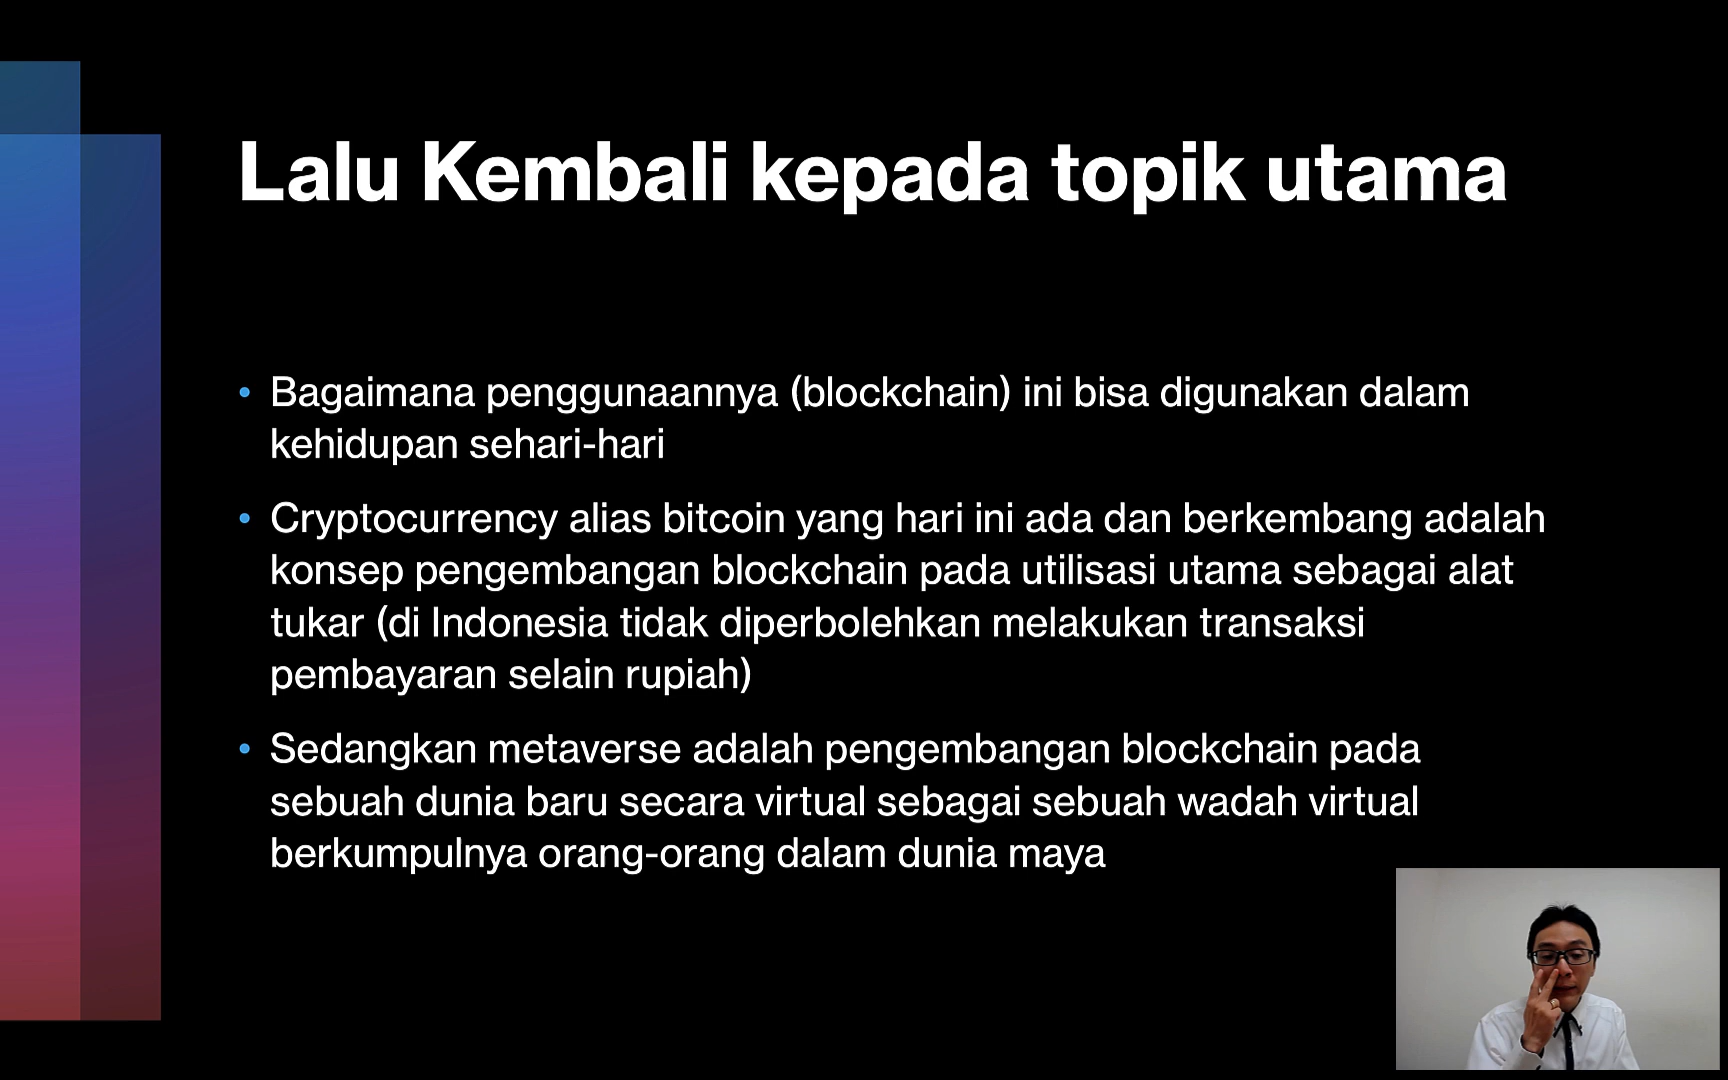 Lalu Kembali kepada topik utama
• Bagaimana penggunaannya (blockchain) ini bisa digunakan dalam
kehidupan sehari-hari
• Cryptocurrency alias bitcoin yang hari ini ada dan berkembang adalah
konsep pengembangan blockchain pada utilisasi utama sebagai alat
tukar (di Indonesia tidak diperbolehkan melakukan transaksi
pembayaran selain rupiah)
• Sedangkan metaverse adalah pengembangan blockchain pada
sebuah dunia baru secara virtual sebagai sebuah wadah virtual
berkumpulnya orang-orang dalam dunia maya